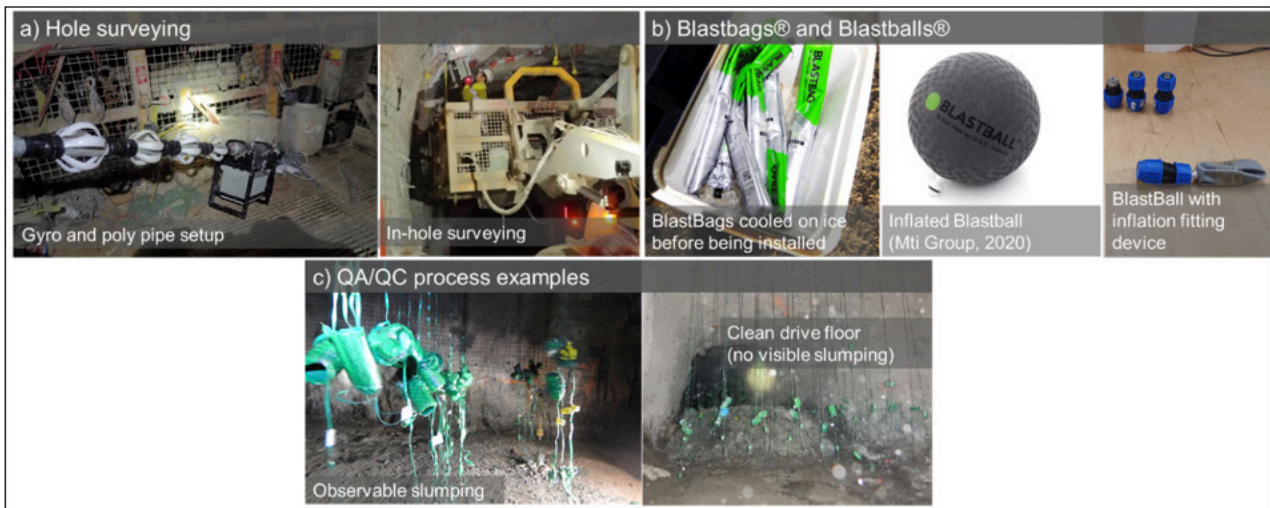 a) Hole surveying
Gyro and poly pipe setup
In-hole surveying
b) Blastbags® and Blastballs®
BLASTBAG
BlastBags cooled on ice
before being installed
BLASTBALL
Inflated Blastball
(Mti Group, 2020)
BlastBall with
inflation fitting
device
c) QA/QC process examples
Observable slumping
Clean drive floor
(no visible slumping)